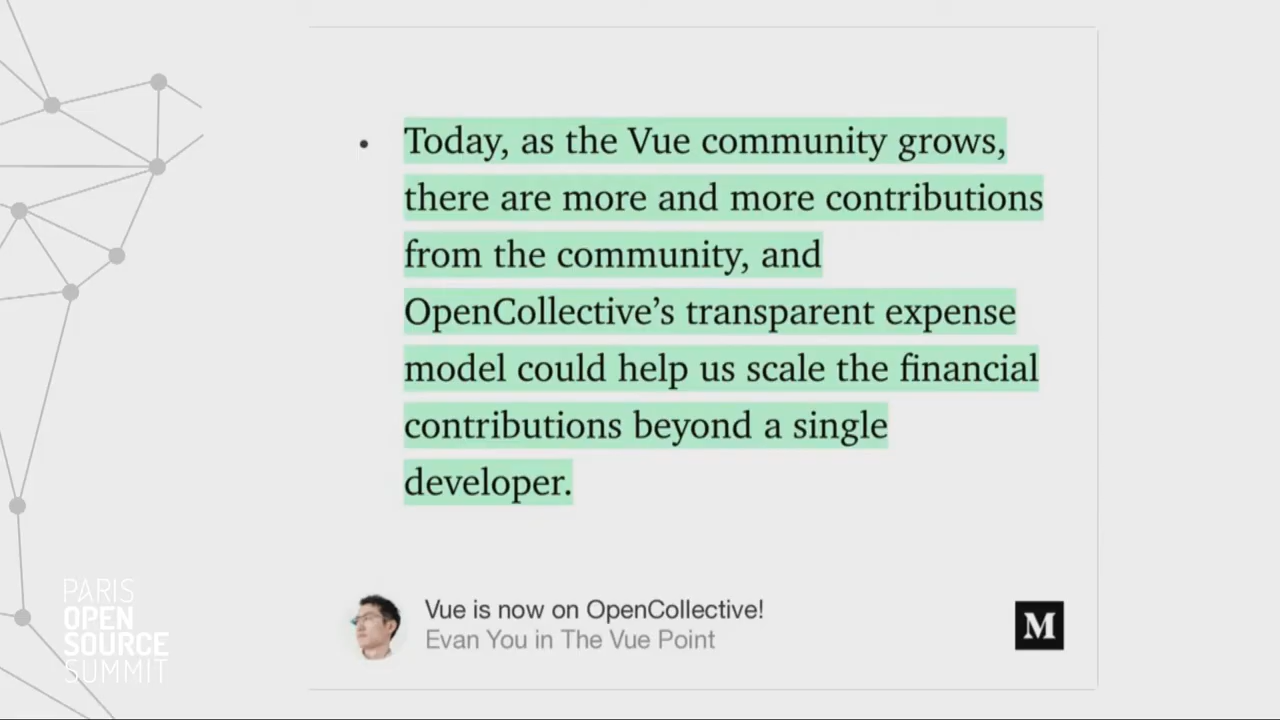 • Today, as the Vue community grows,
there are more and more contributions
from the community, and
OpenCollective’s transparent expense
model could help us scale the financial
contributions beyond a single
developer.
Vue is now on OpenCollective!
Evan You in The Vue Point
M
PARIS
OPEN
SOURCE
SUMMIT